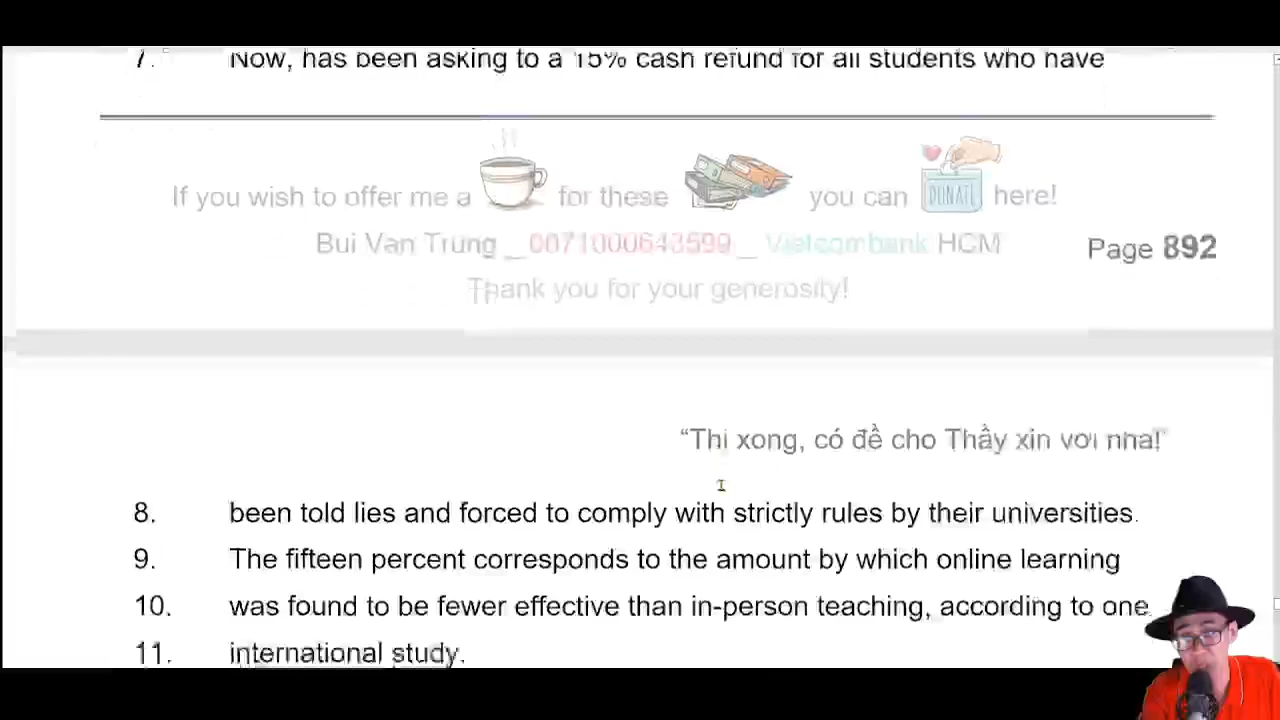 7. Now, has been asking to a 15% cash refund for all students who have
If you wish to offer me a for these you can DONATE here!
Bui Van Trung _ 0071000643599 _ Vietcombank HCM
Page 892
Thank you for your generosity!
“Thi xong, có đề cho Thầy xin với nha!”
8. been told lies and forced to comply with strictly rules by their universities.
9. The fifteen percent corresponds to the amount by which online learning
10. was found to be fewer effective than in-person teaching, according to one
11. international study.